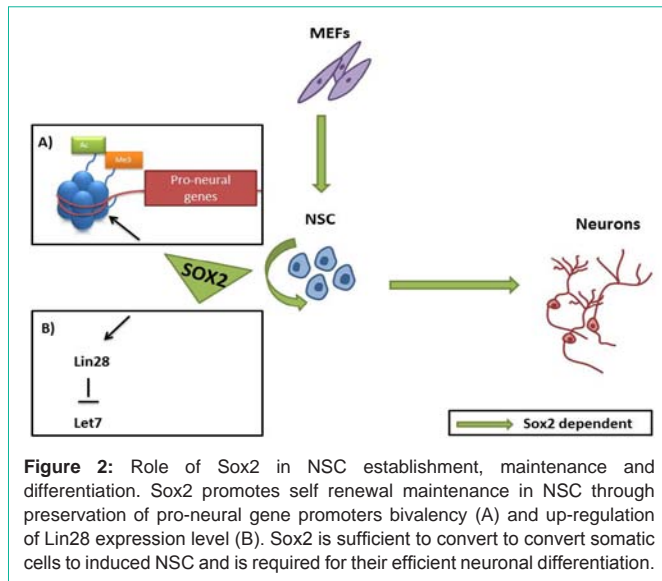 MEFs
A)
Ac
Me3
Pro-neural
genes
NSC
Neurons
SOX2
B)
Lin28
Let7
Sox2 dependent
Figure 2: Role of Sox2 in NSC establishment, maintenance and
differentiation. Sox2 promotes self renewal maintenance in NSC through
preservation of pro-neural gene promoters bivalency (A) and up-regulation
of Lin28 expression level (B). Sox2 is sufficient to convert to convert somatic
cells to induced NSC and is required for their efficient neuronal differentiation.